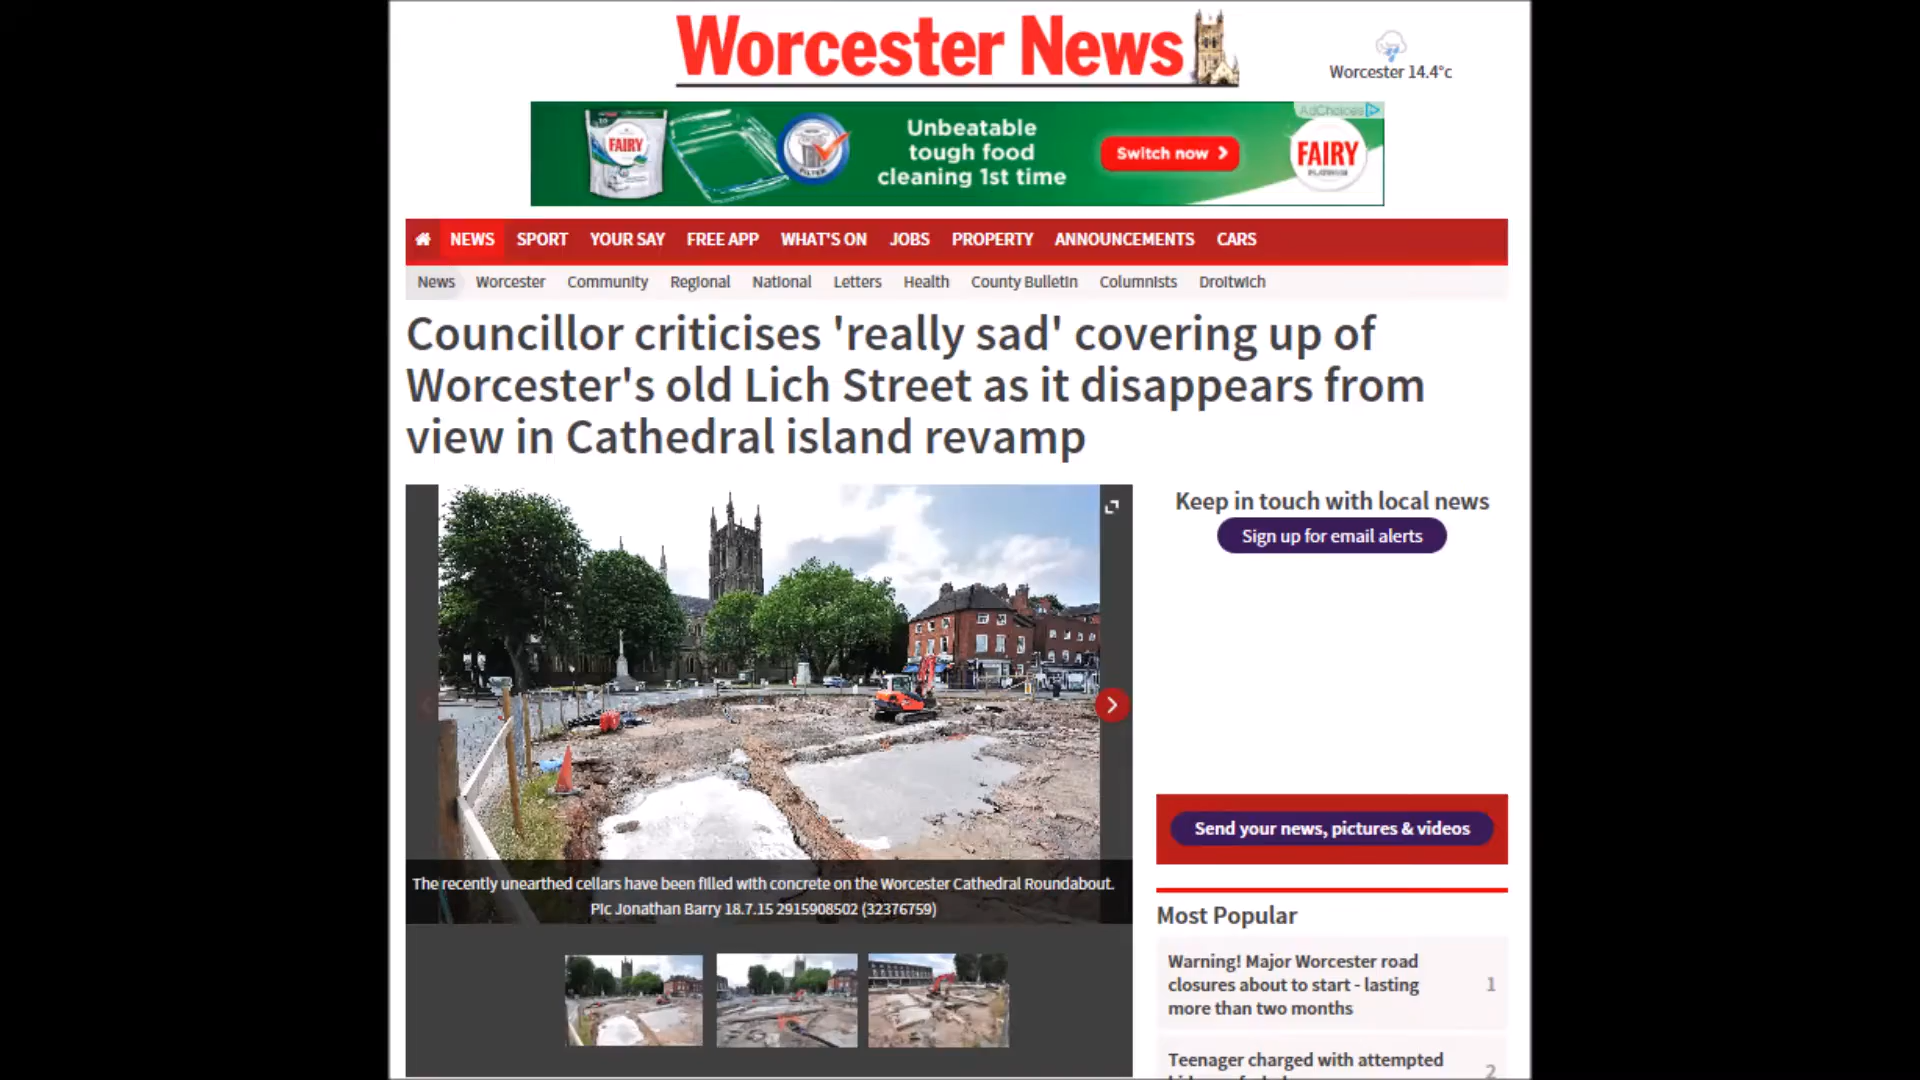 Worcester News
Worcester 14.4°c
AdChoices
FAIRY
Unbeatable
tough food
cleaning 1st time
Switch now
FAIRY
PLATINUM
FILTER
NEWS SPORT YOUR SAY FREE APP WHAT'S ON JOBS PROPERTY ANNOUNCEMENTS CARS
News Worcester Community Regional National Letters Health County Bulletin Columnists Droitwich
Councillor criticises 'really sad' covering up of
Worcester's old Lich Street as it disappears from
view in Cathedral island revamp
Keep in touch with local news
Sign up for email alerts
The recently unearthed cellars have been filled with concrete on the Worcester Cathedral Roundabout.
Pic Jonathan Barry 18.7.15 2915908502 (32376759)
Send your news, pictures & videos
Most Popular
Warning! Major Worcester road
closures about to start - lasting
more than two months
1
Teenager charged with attempted
2